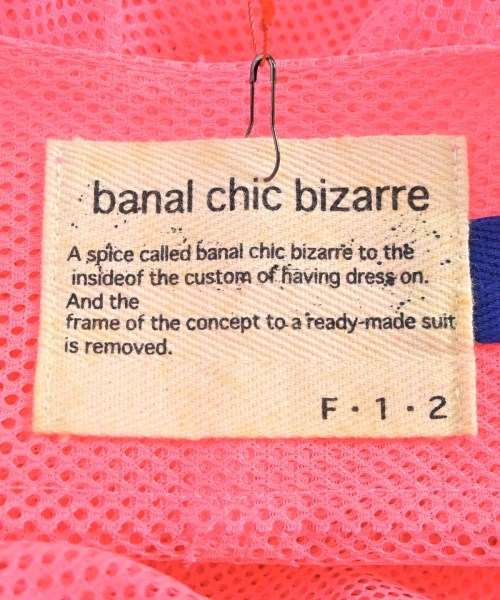 banal chic bizarre
A spice called banal chic bizarre to the
insideof the custom of having dress on.
And the
frame of the concept to a ready-made suit
is removed.
F・1・2